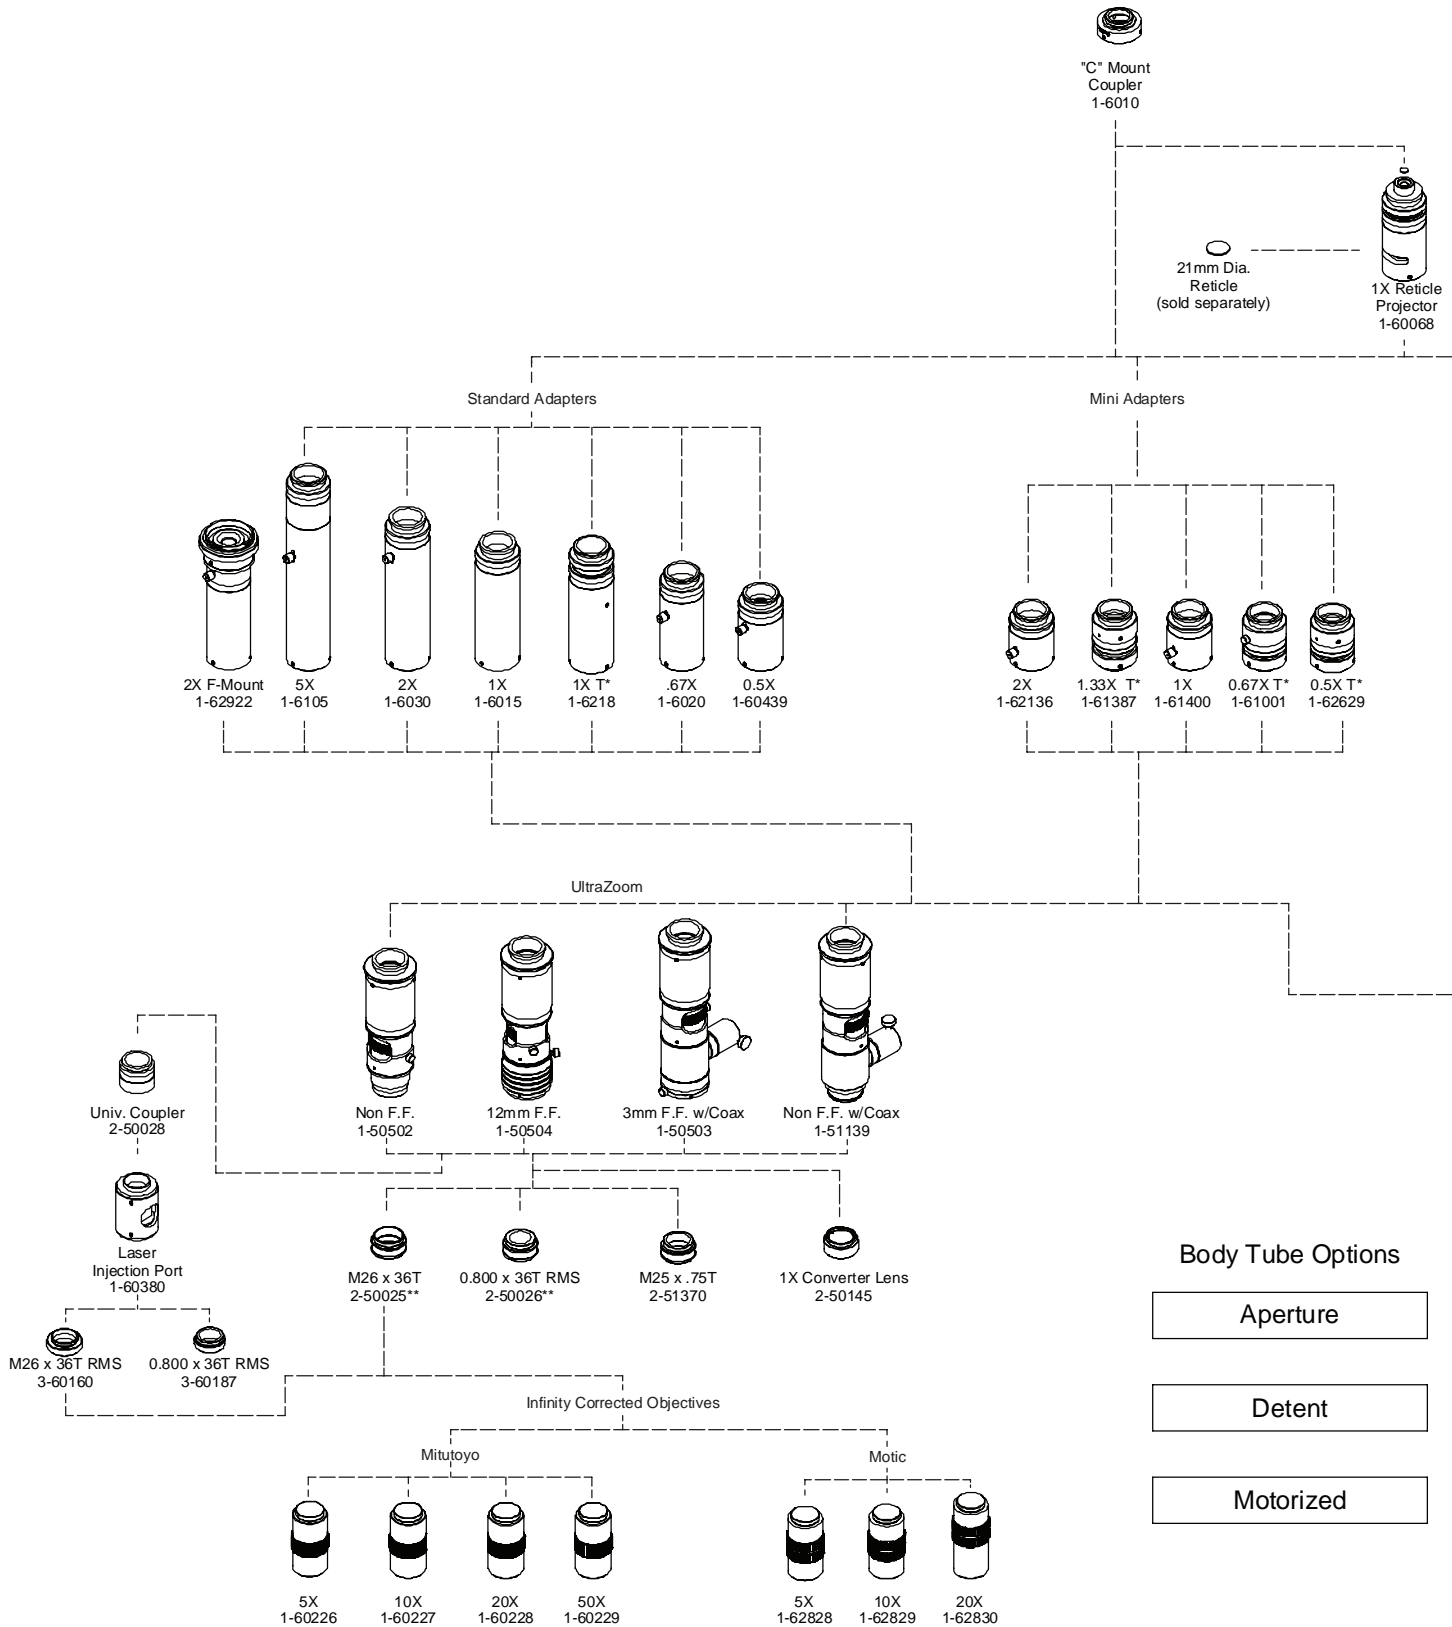 "C" Mount
Coupler
1-6010
21mm Dia.
Reticle
(sold separately)
1X Reticle
Projector
1-60068
Standard Adapters
Mini Adapters
2X F-Mount
1-62922
5X
1-6105
2X
1-6030
1X
1-6015
1X T*
1-6218
.67X
1-6020
0.5X
1-60439
2X
1-62136
1.33X T*
1-61387
1X
1-61400
0.67X T*
1-61001
0.5X T*
1-62629
UltraZoom
Non F.F.
1-50502
12mm F.F.
1-50504
3mm F.F. w/Coax
1-50503
Non F.F. w/Coax
1-51139
Univ. Coupler
2-50028
Laser
Injection Port
1-60380
M26 x 36T
2-50025**
0.800 x 36T RMS
2-50026**
M25 x .75T
2-51370
1X Converter Lens
2-50145
M26 x 36T RMS
3-60160
0.800 x 36T RMS
3-60187
Body Tube Options
Aperture
Detent
Motorized
Infinity Corrected Objectives
Mitutoyo
Motic
5X
1-60226
10X
1-60227
20X
1-60228
50X
1-60229
5X
1-62828
10X
1-62829
20X
1-62830